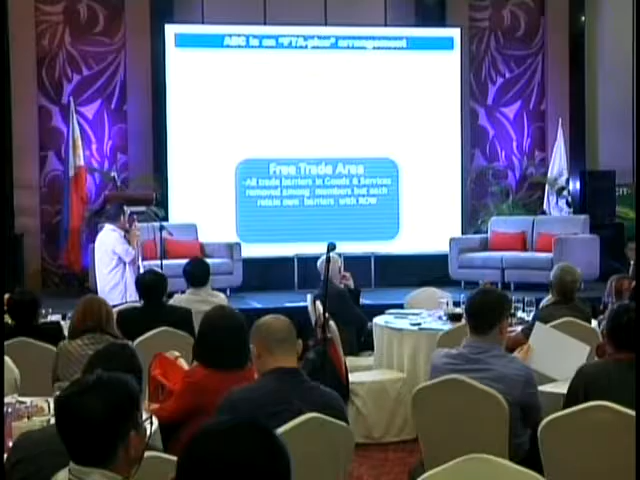 AEC is an "FTA-plus" arrangement
Free Trade Area
-All trade barriers in Goods & Services
removed among members but each
retain own barriers with ROW